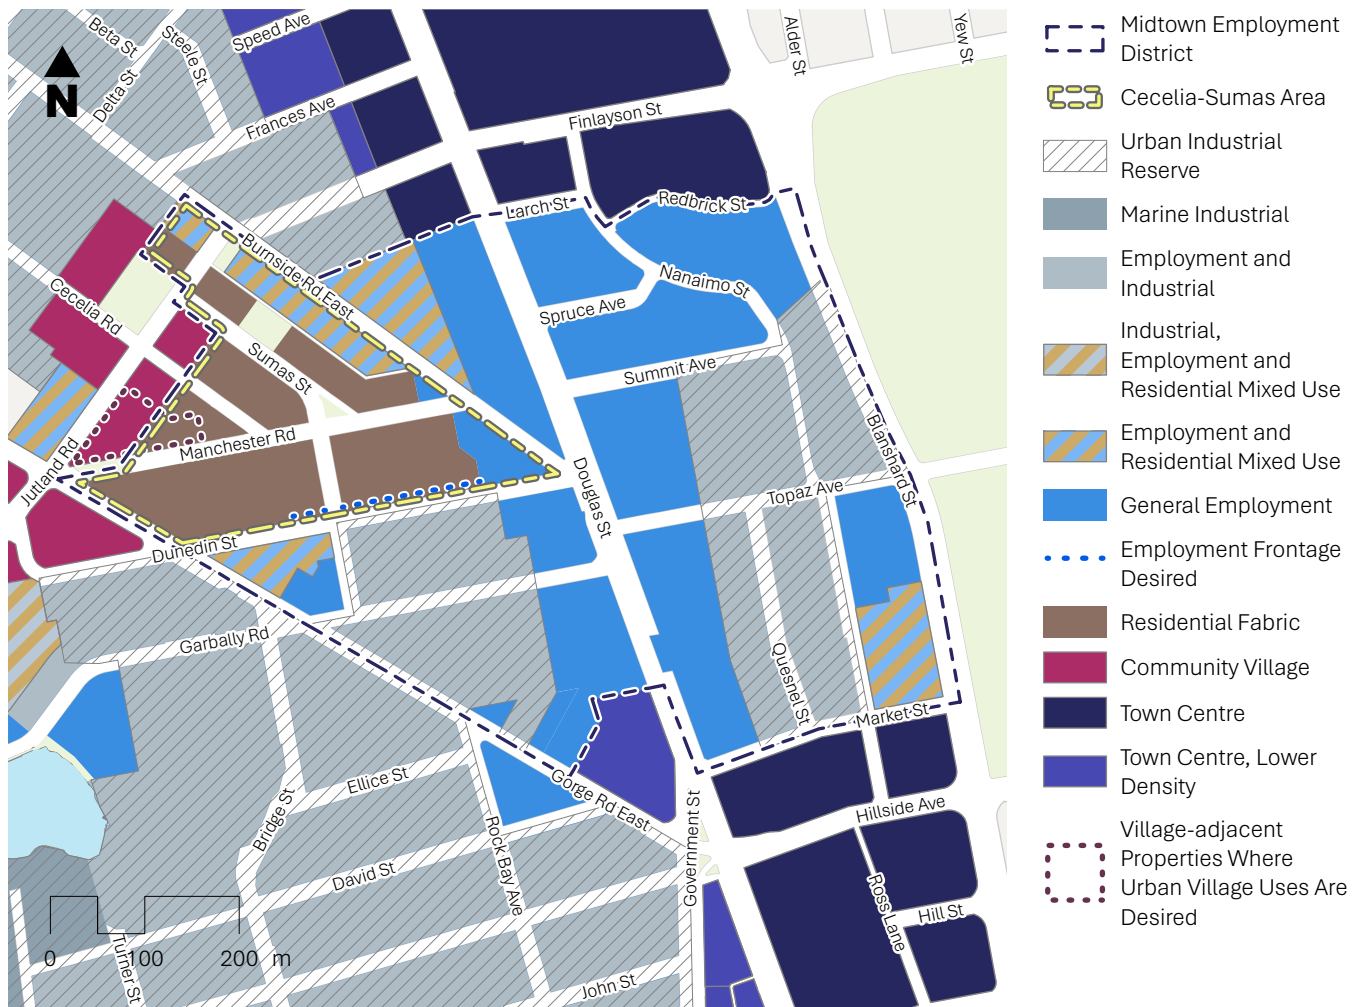 Beta St
Steele St
Speed Ave
Alder St
Yew St
N
Delta St
Frances Ave
Finlayson St
Larch St
Redbrick St
Burnside Rd East
Nanaimo St
Cecelia Rd
Spruce Ave
Sumas St
Summit Ave
Manchester Rd
Blanshard St
Jutland Rd
Douglas St
Topaz Ave
Dunedin St
Garbally Rd
Quesnel St
Market St
Ellice St
Gorge Rd East
Bridge St
Rock Bay Ave
Government St
Hillside Ave
David St
Ross Lane
Hill St
Turner St
John St
0 100 200 m
Midtown Employment
District
Cecelia-Sumas Area
Urban Industrial
Reserve
Marine Industrial
Employment and
Industrial
Industrial,
Employment and
Residential Mixed Use
Employment and
Residential Mixed Use
General Employment
Employment Frontage
Desired
Residential Fabric
Community Village
Town Centre
Town Centre, Lower
Density
Village-adjacent
Properties Where
Urban Village Uses Are
Desired